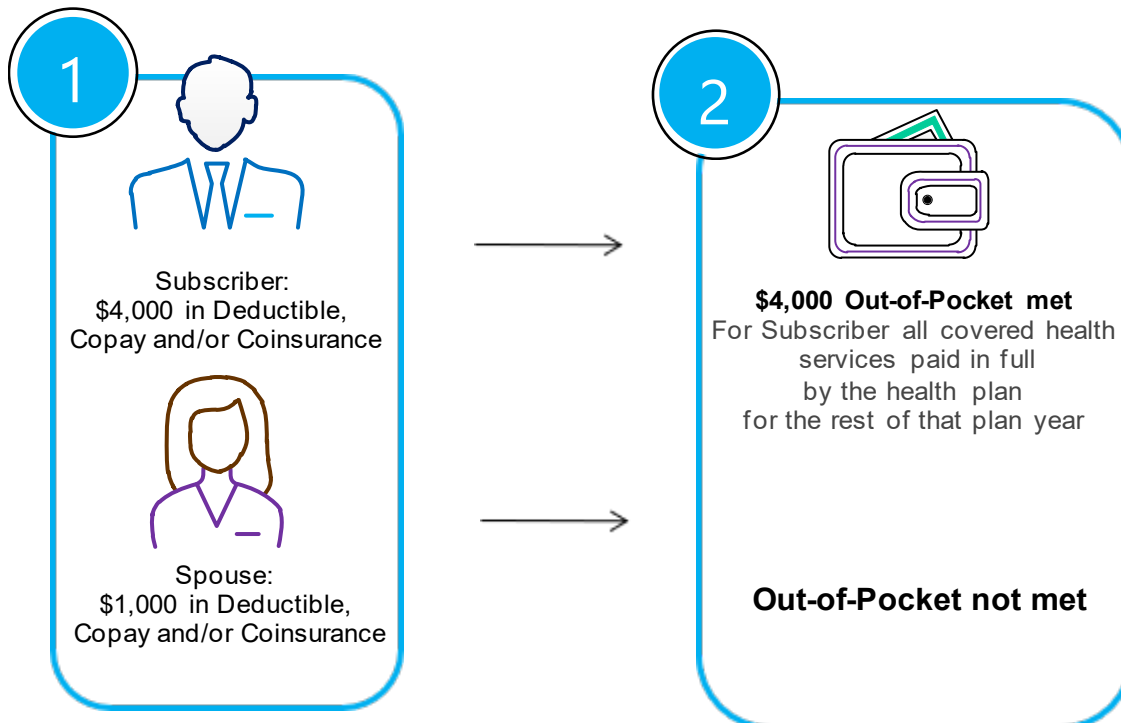 1
Subscriber:
$4,000 in Deductible,
Copay and/or Coinsurance
Spouse:
$1,000 in Deductible,
Copay and/or Coinsurance
2
$4,000 Out-of-Pocket met
For Subscriber all covered health
services paid in full
by the health plan
for the rest of that plan year
Out-of-Pocket not met